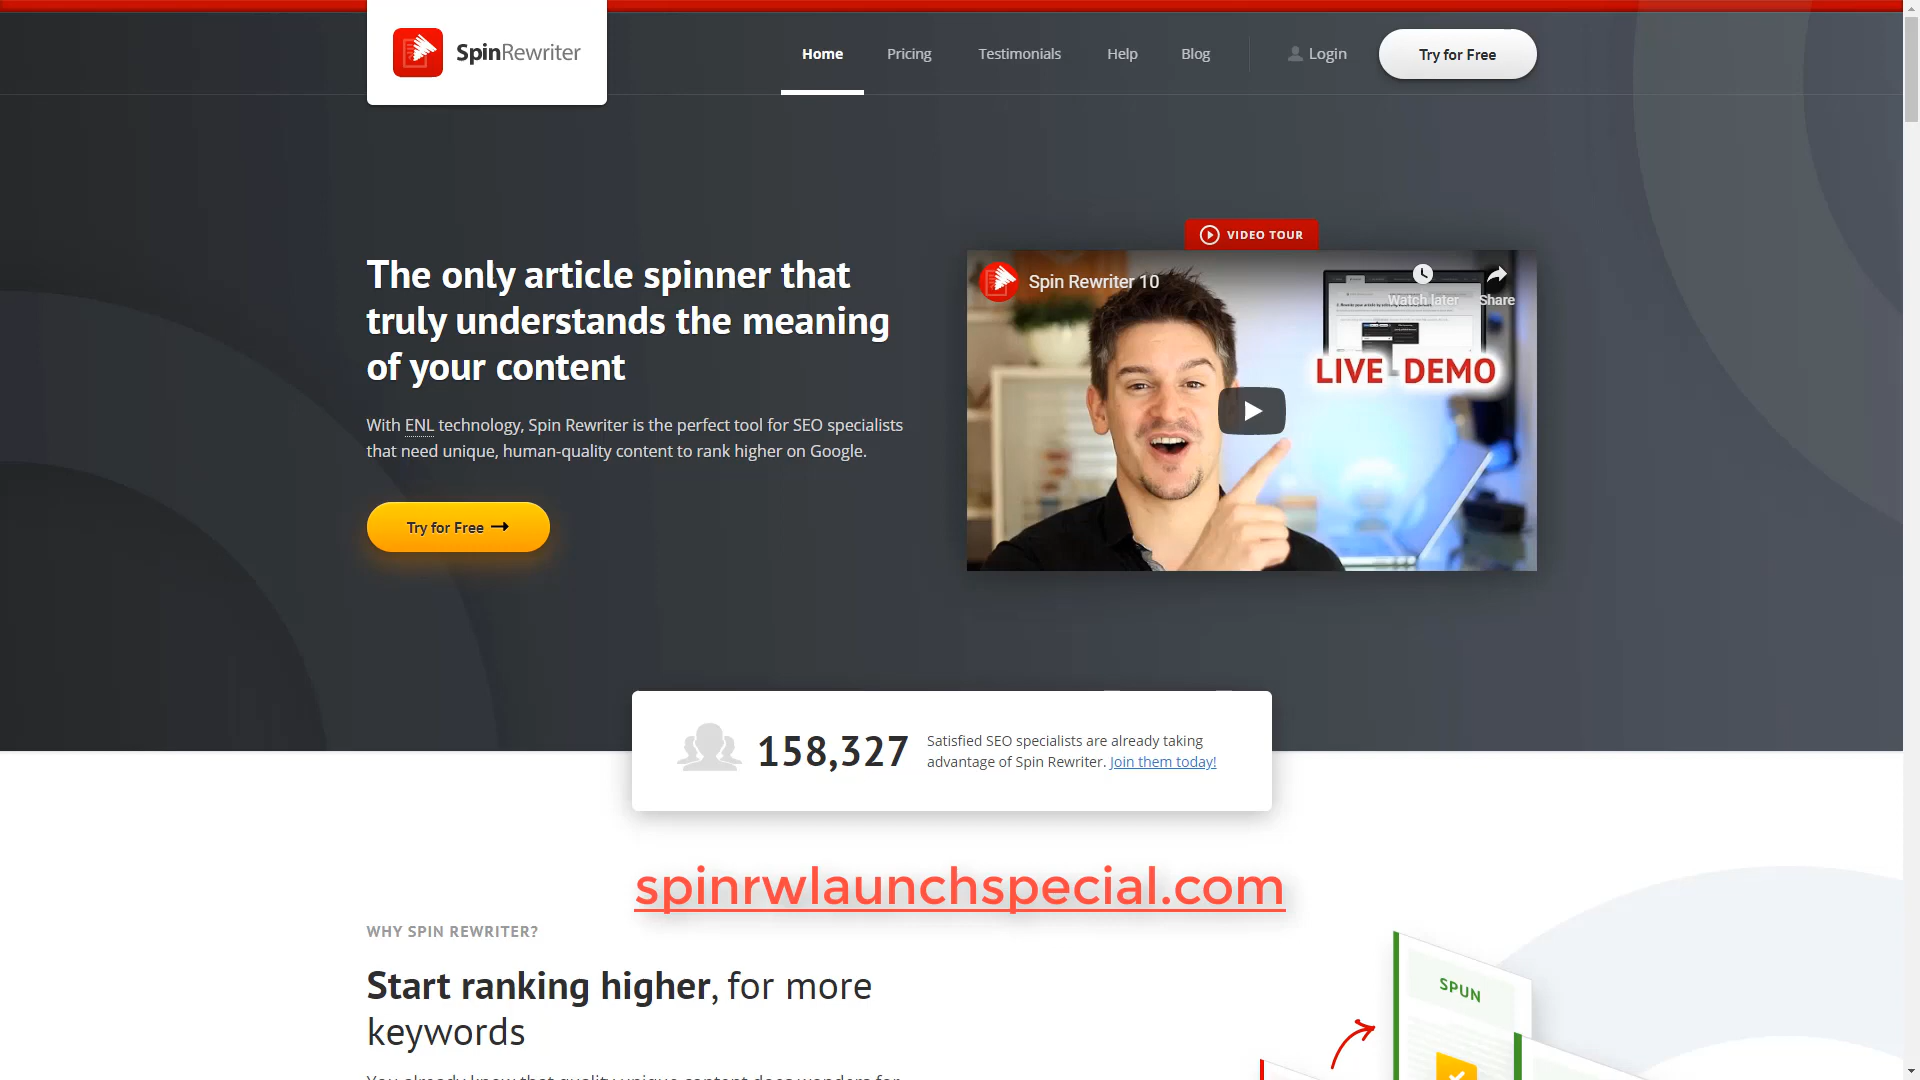 SpinRewriter
Home
Pricing
Testimonials
Help
Blog
Login
Try for Free
The only article spinner that
truly understands the meaning
of your content
With ENL technology, Spin Rewriter is the perfect tool for SEO specialists
that need unique, human-quality content to rank higher on Google.
Try for Free
VIDEO TOUR
Spin Rewriter 10
Watch later
Share
LIVE DEMO
158,327
Satisfied SEO specialists are already taking
advantage of Spin Rewriter. Join them today!
spinrwlaunchspecial.com
WHY SPIN REWRITER?
Start ranking higher, for more
keywords
SPUN